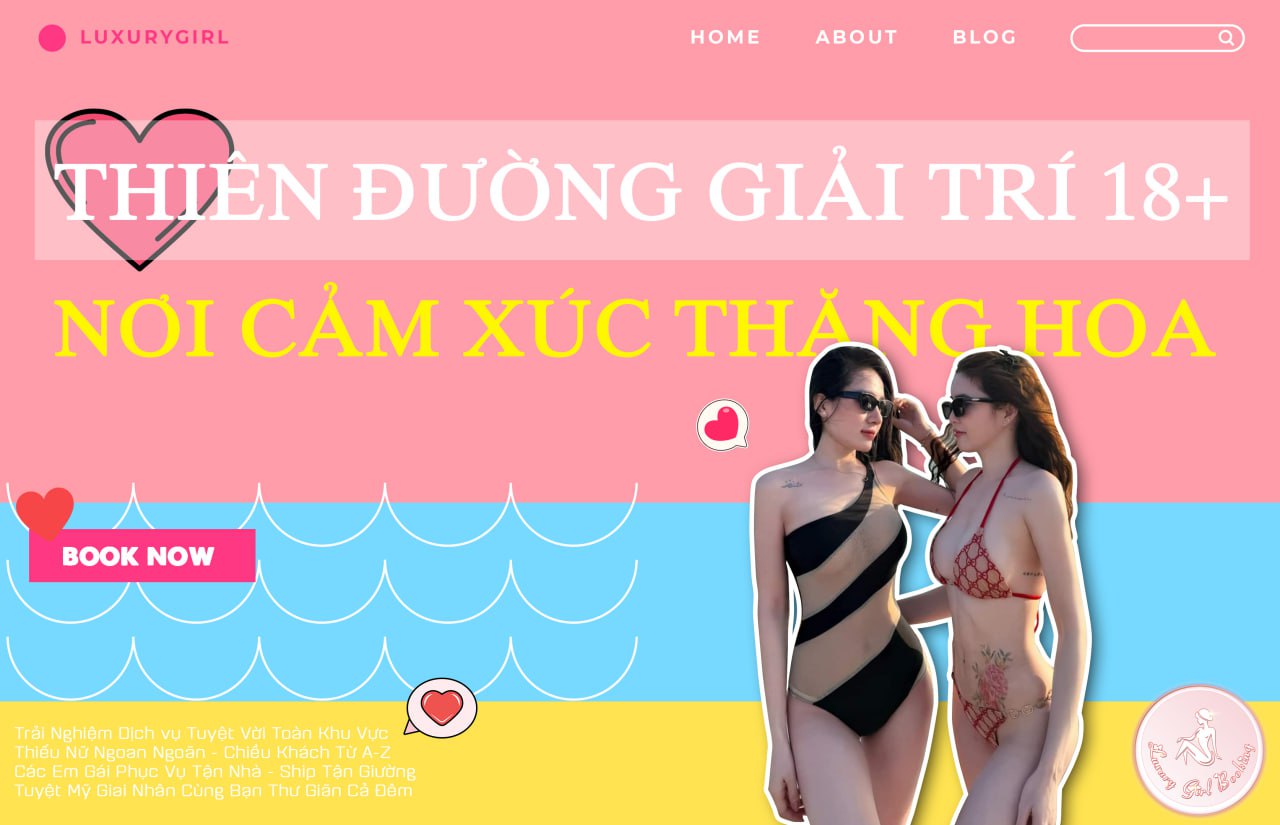 LUXURYGIRL HOME ABOUT BLOG
THIÊN ĐƯỜNG GIẢI TRÍ 18+
NƠI CẢM XÚC THĂNG HOA
BOOK NOW
Trải Nghiệm Dịch vụ Tuyệt Vời Toàn Khu Vực
Thiếu Nữ Ngoan Ngoãn - Chiều Khách Từ A-Z
Các Em Gái Phục Vụ Tận Nhà - Ship Tận Giường
Tuyệt Mỹ Giai Nhân Cùng Bạn Thư Giãn Cả Đêm
Luxury Girl Booking